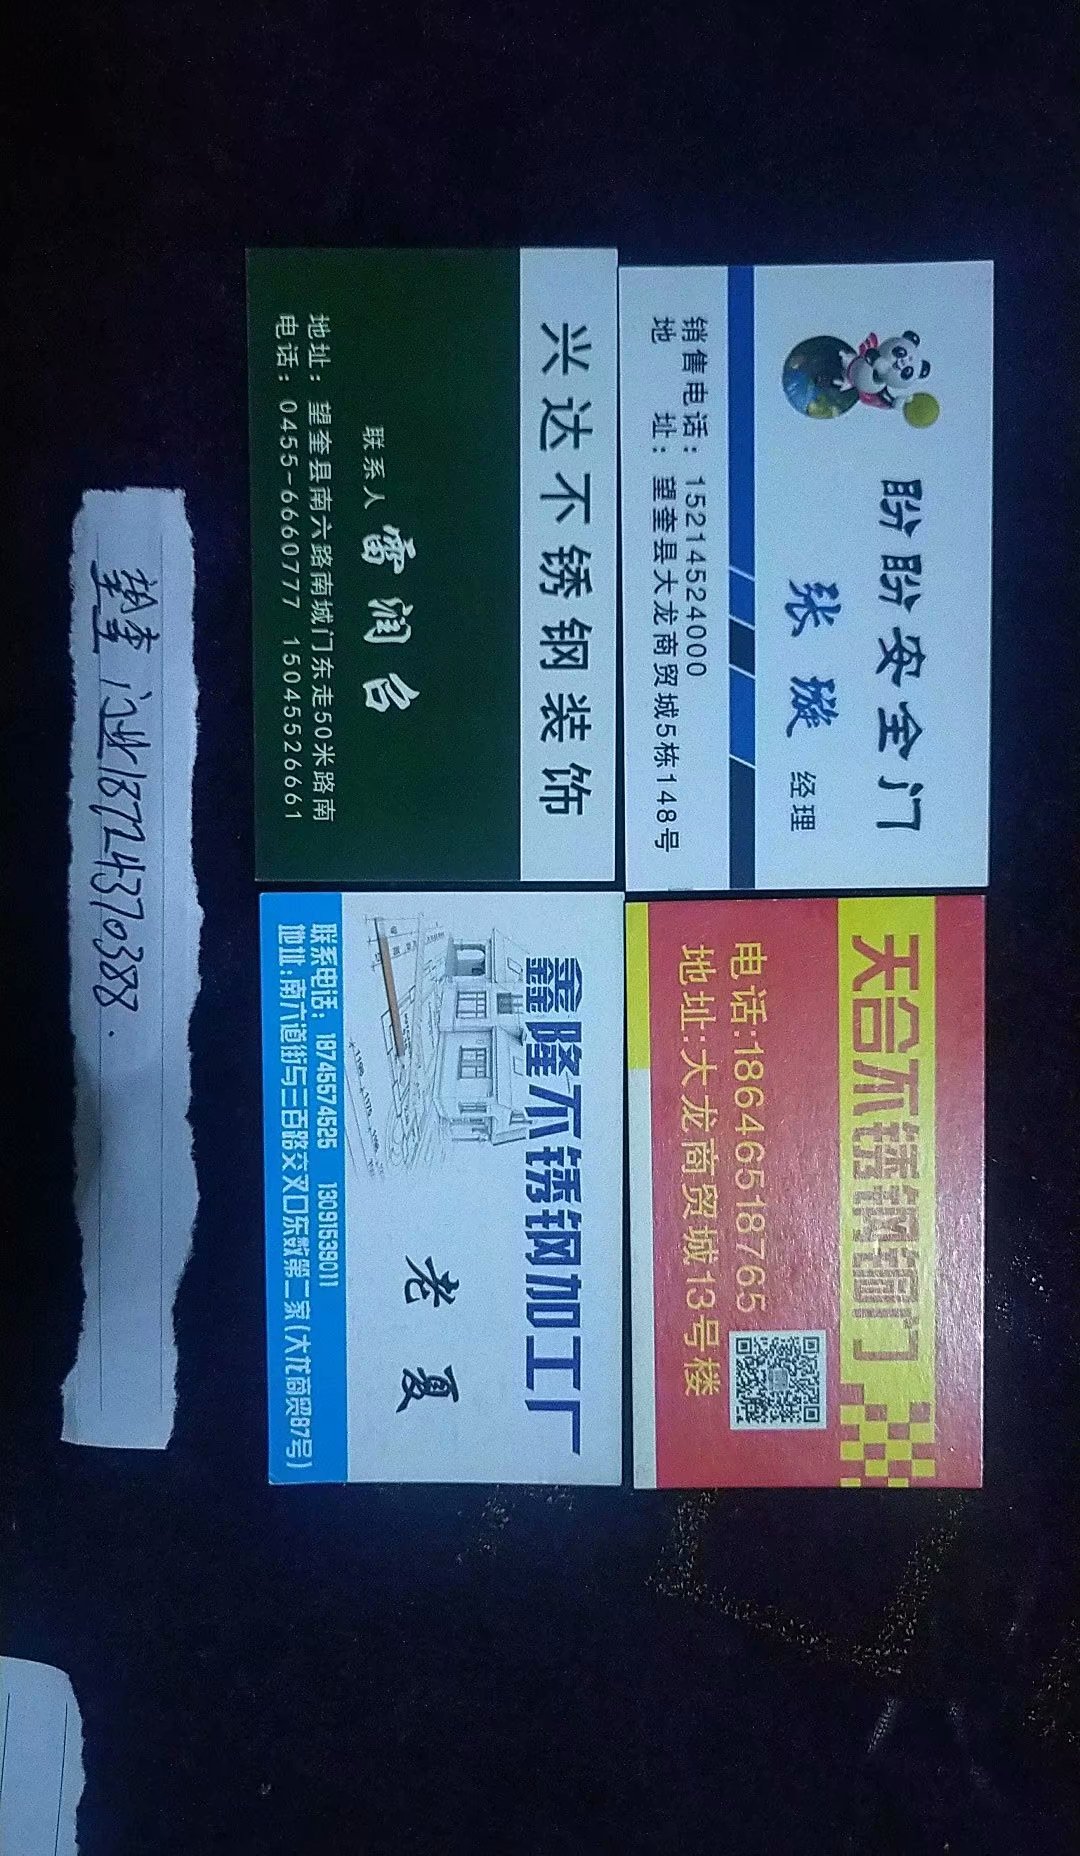 盼盼安全门
张璇 经理
销售电话：15214524000
地 址：望奎县大龙商贸城5栋148号
天合不锈钢铜门
电话:18646518765
地址:大龙商贸城13号楼
兴达不锈钢装饰
联系人 雷润台
地址：望奎县南六路南城门东走50米路南
电话：0455-6660777 15045526661
鑫隆不锈钢加工厂
老夏
联系电话：18745574525 13091539011
地址:南六道街与三百路交叉口东数第二家(大龙商贸87号)
望奎门业18724370388.